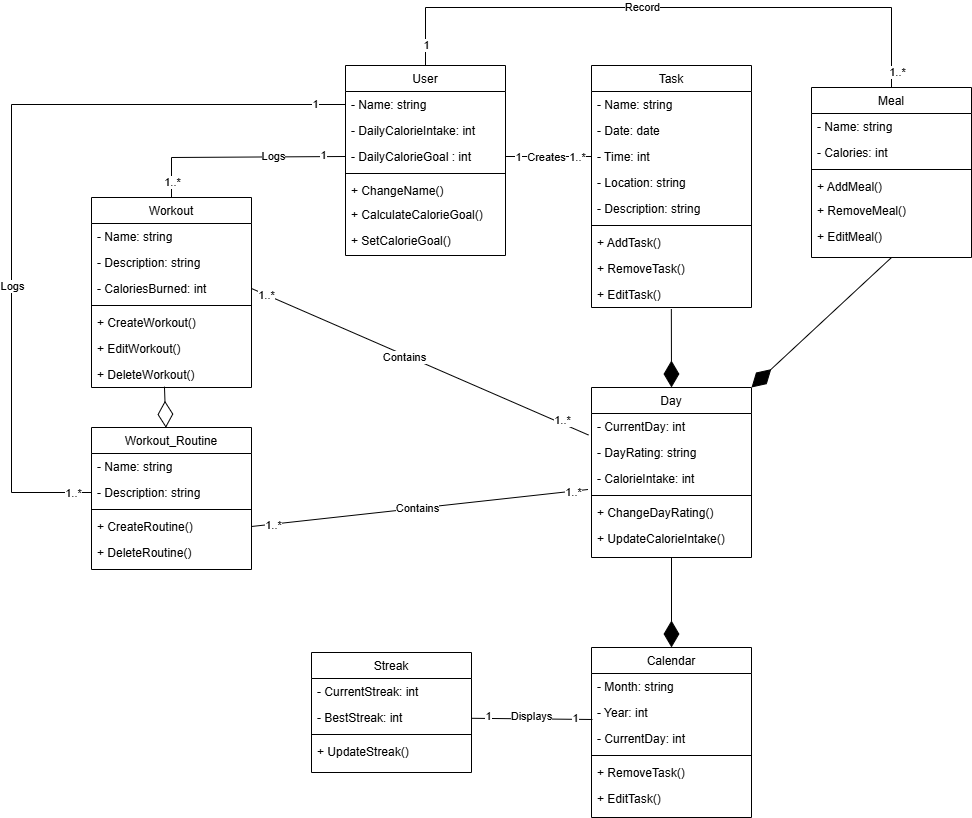 Record
1
1..*
User
- Name: string
- DailyCalorieIntake: int
- DailyCalorieGoal : int
+ ChangeName()
+ CalculateCalorieGoal()
+ SetCalorieGoal()
1
Logs
1..*
1
Logs
1..*
1
Creates
1..*
Task
- Name: string
- Date: date
- Time: int
- Location: string
- Description: string
+ AddTask()
+ RemoveTask()
+ EditTask()
Meal
- Name: string
- Calories: int
+ AddMeal()
+ RemoveMeal()
+ EditMeal()
Workout
- Name: string
- Description: string
- CaloriesBurned: int
+ CreateWorkout()
+ EditWorkout()
+ DeleteWorkout()
1..*
Contains
1..*
Workout_Routine
- Name: string
- Description: string
+ CreateRoutine()
+ DeleteRoutine()
1..*
Contains
1..*
Day
- CurrentDay: int
- DayRating: string
- CalorieIntake: int
+ ChangeDayRating()
+ UpdateCalorieIntake()
Streak
- CurrentStreak: int
- BestStreak: int
+ UpdateStreak()
1
Displays
1
Calendar
- Month: string
- Year: int
- CurrentDay: int
+ RemoveTask()
+ EditTask()